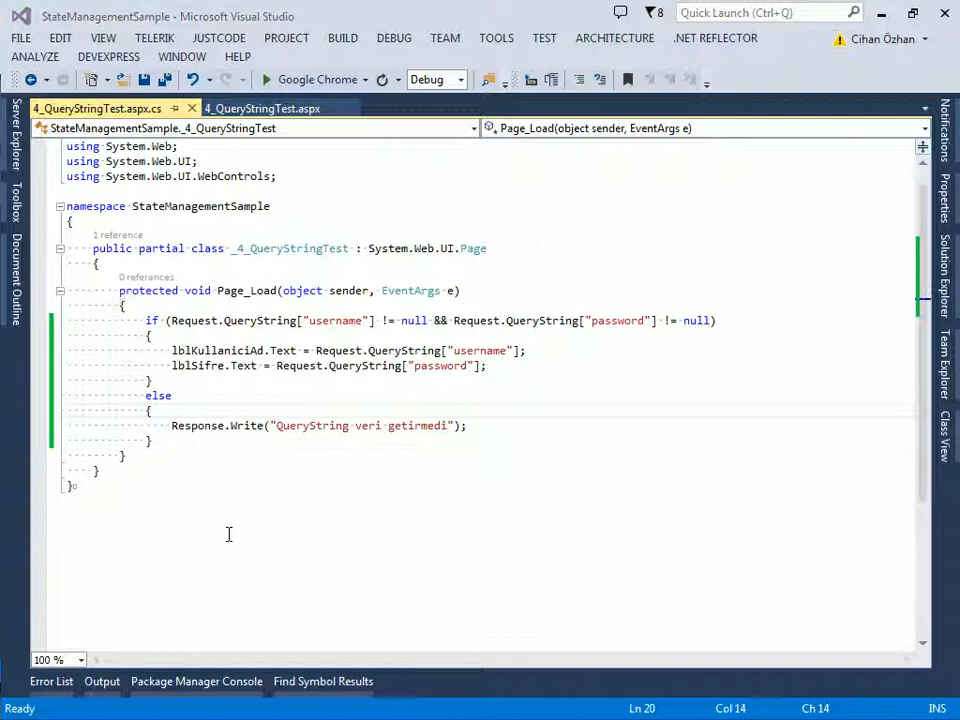 StateManagementSample - Microsoft Visual Studio
8
Quick Launch (Ctrl+Q)
FILE EDIT VIEW TELERIK JUSTCODE PROJECT BUILD DEBUG TEAM TOOLS TEST ARCHITECTURE .NET REFLECTOR
Cihan Özhan
ANALYZE DEVEXPRESS WINDOW HELP
Google Chrome
Debug
4_QueryStringTest.aspx.cs
4_QueryStringTest.aspx
StateManagementSample._4_QueryStringTest
Page_Load(object sender, EventArgs e)
using System.Web;
using System.Web.UI;
using System.Web.UI.WebControls;
namespace StateManagementSample
{
1 reference
public partial class _4_QueryStringTest : System.Web.UI.Page
{
0 references
protected void Page_Load(object sender, EventArgs e)
{
if (Request.QueryString["username"] != null && Request.QueryString["password"] != null)
{
lblKullaniciAd.Text = Request.QueryString["username"];
lblSifre.Text = Request.QueryString["password"];
}
else
{
Response.Write("QueryString veri getirmedi");
}
}
}
}
Server Explorer
Toolbox
Document Outline
Notifications
Properties
Solution Explorer
Team Explorer
Class View
100 %
Error List Output Package Manager Console Find Symbol Results
Ready
Ln 20
Col 14
Ch 14
INS